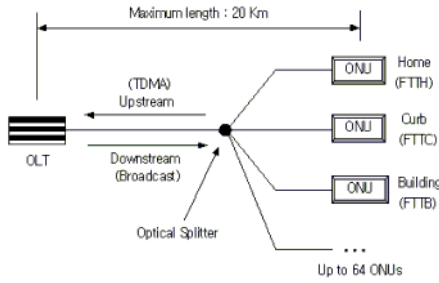 Maximum length : 20 Km
ONU
Home
(FTTH)
(TDMA)
Upstream
ONU
Curb
(FTTC)
OLT
Downstream
(Broadcast)
ONU
Building
(FTTB)
Optical Splitter
...
Up to 64 ONUs